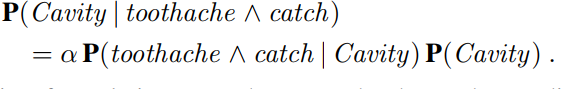 P(Cavity | toothache ∧ catch)
= α P(toothache ∧ catch | Cavity) P(Cavity) .